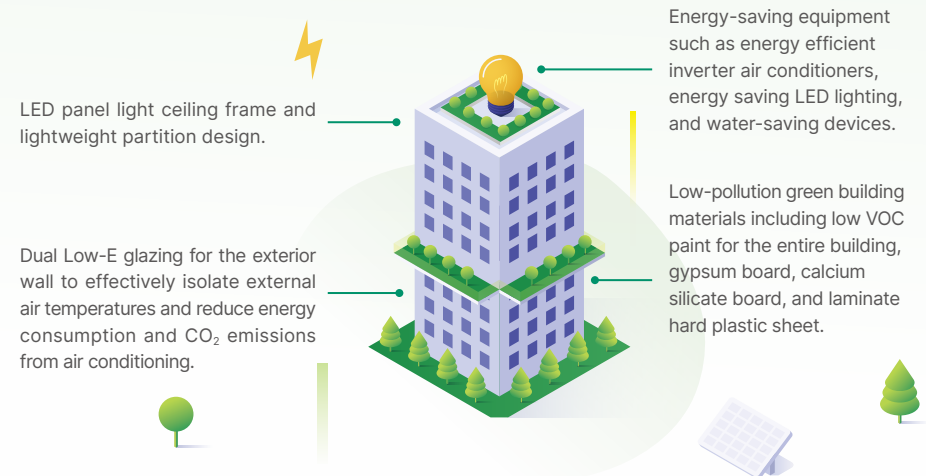 LED panel light ceiling frame and
lightweight partition design.
Dual Low-E glazing for the exterior
wall to effectively isolate external
air temperatures and reduce energy
consumption and CO₂ emissions
from air conditioning.
Energy-saving equipment
such as energy efficient
inverter air conditioners,
energy saving LED lighting,
and water-saving devices.
Low-pollution green building
materials including low VOC
paint for the entire building,
gypsum board, calcium
silicate board, and laminate
hard plastic sheet.